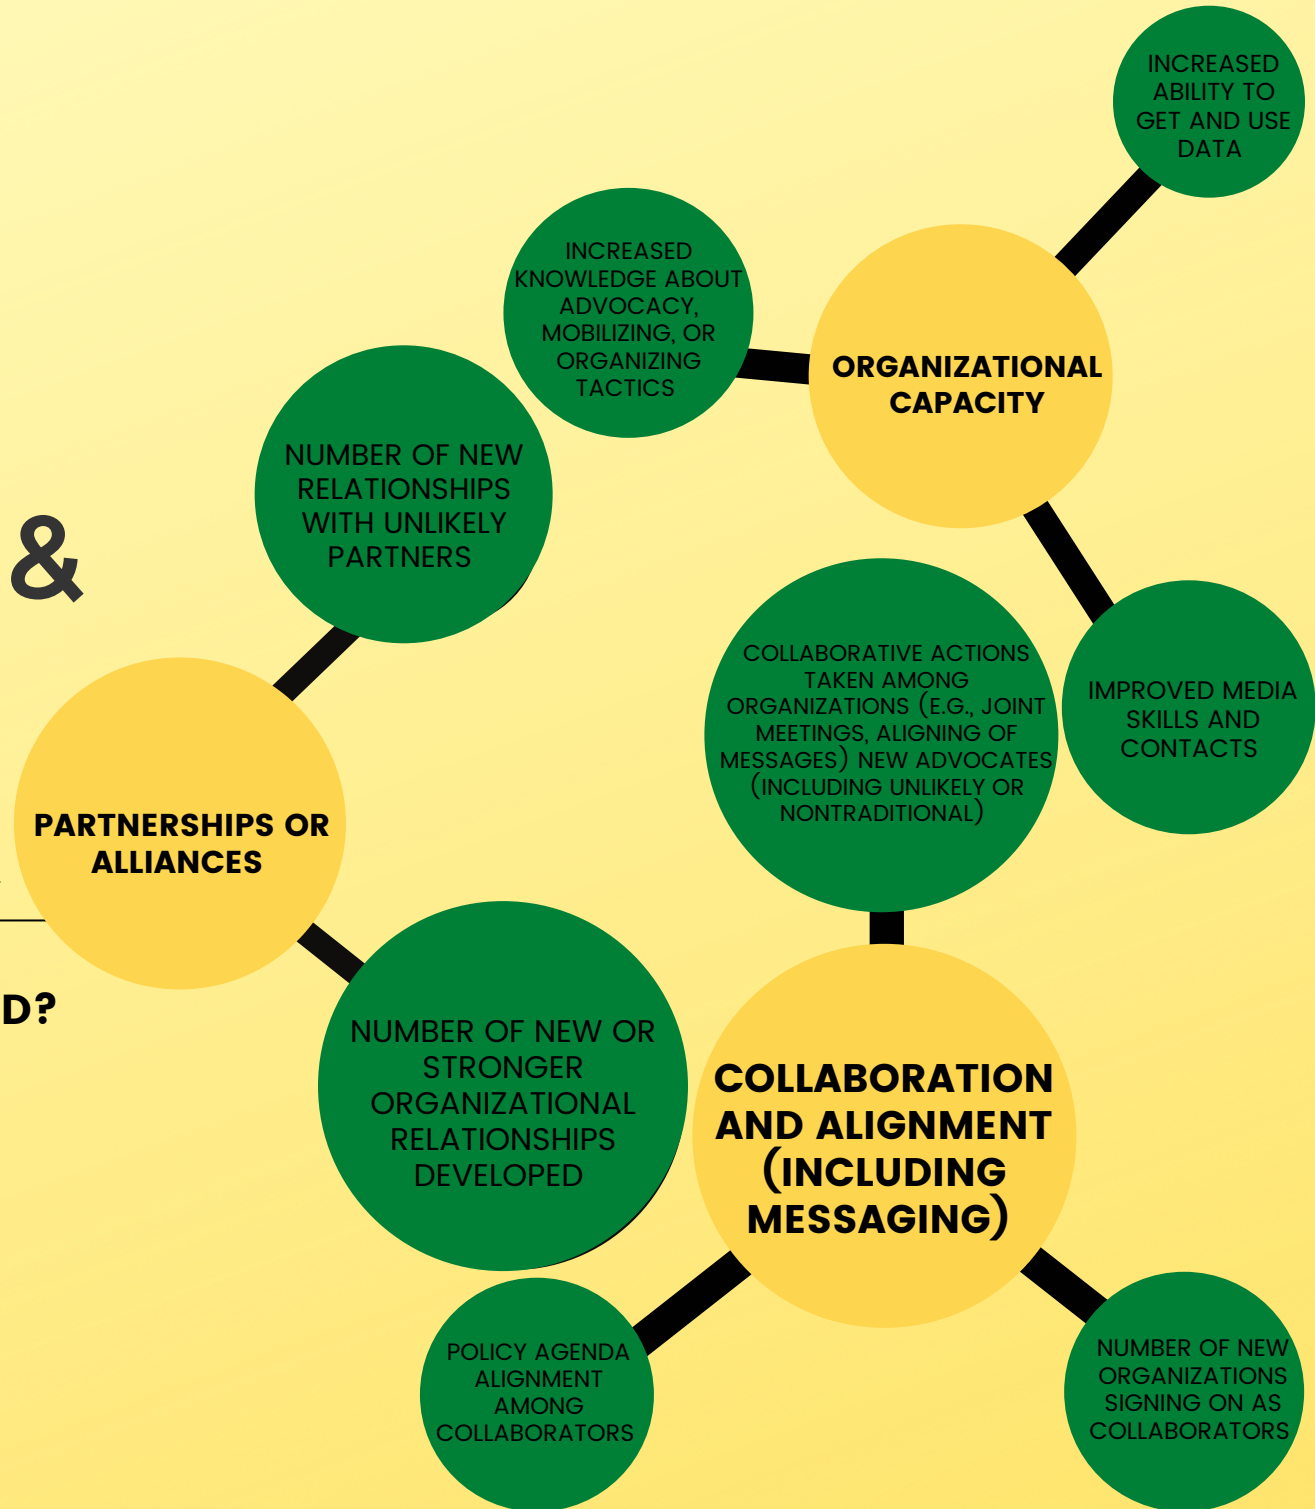 INCREASED
ABILITY TO
GET AND USE
DATA
INCREASED
KNOWLEDGE ABOUT
ADVOCACY,
MOBILIZING, OR
ORGANIZING
TACTICS
ORGANIZATIONAL
CAPACITY
NUMBER OF NEW
RELATIONSHIPS
WITH UNLIKELY
PARTNERS
&
COLLABORATIVE ACTIONS
TAKEN AMONG
ORGANIZATIONS (E.G., JOINT
MEETINGS, ALIGNING OF
MESSAGES) NEW ADVOCATES
(INCLUDING UNLIKELY OR
NONTRADITIONAL)
IMPROVED MEDIA
SKILLS AND
CONTACTS
PARTNERSHIPS OR
ALLIANCES
D?
NUMBER OF NEW OR
STRONGER
ORGANIZATIONAL
RELATIONSHIPS
DEVELOPED
COLLABORATION
AND ALIGNMENT
(INCLUDING
MESSAGING)
POLICY AGENDA
ALIGNMENT
AMONG
COLLABORATORS
NUMBER OF NEW
ORGANIZATIONS
SIGNING ON AS
COLLABORATORS